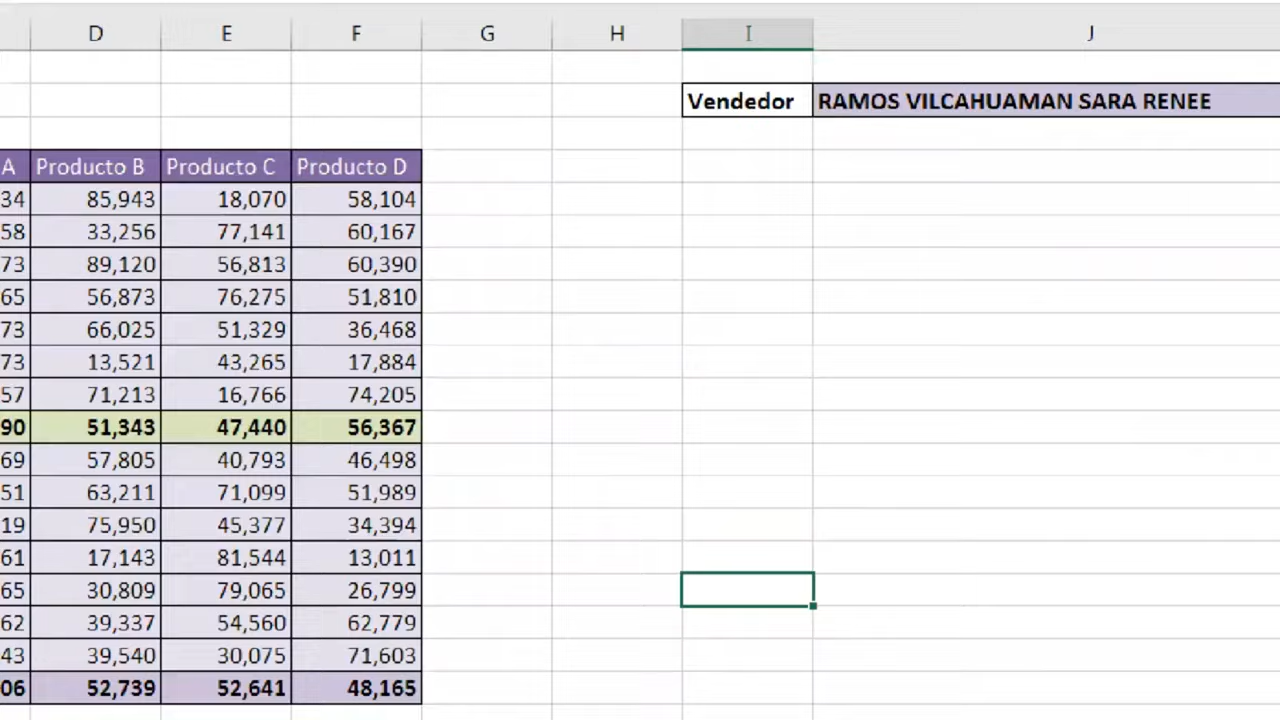 D E F G H I J
Vendedor RAMOS VILCAHUAMAN SARA RENEE
A Producto B Producto C Producto D
34 85,943 18,070 58,104
58 33,256 77,141 60,167
73 89,120 56,813 60,390
65 56,873 76,275 51,810
73 66,025 51,329 36,468
73 13,521 43,265 17,884
57 71,213 16,766 74,205
90 51,343 47,440 56,367
69 57,805 40,793 46,498
51 63,211 71,099 51,989
19 75,950 45,377 34,394
61 17,143 81,544 13,011
65 30,809 79,065 26,799
62 39,337 54,560 62,779
43 39,540 30,075 71,603
06 52,739 52,641 48,165